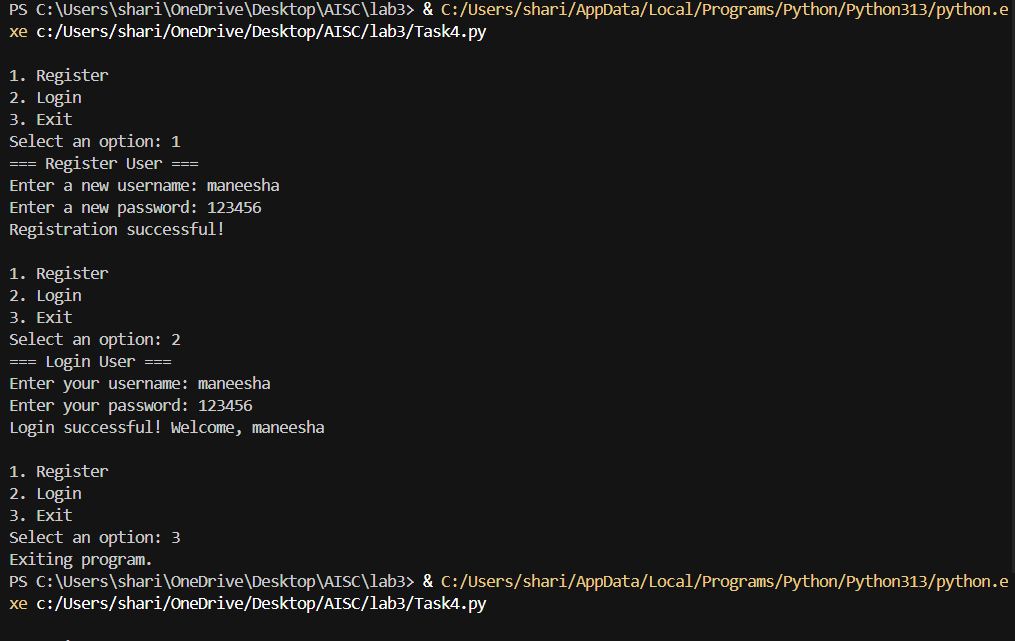 PS C:\Users\shari\OneDrive\Desktop\AISC\lab3> & C:/Users/shari/AppData/Local/Programs/Python/Python313/python.e
xe c:/Users/shari/OneDrive/Desktop/AISC/lab3/Task4.py
1. Register
2. Login
3. Exit
Select an option: 1
=== Register User ===
Enter a new username: maneesha
Enter a new password: 123456
Registration successful!
1. Register
2. Login
3. Exit
Select an option: 2
=== Login User ===
Enter your username: maneesha
Enter your password: 123456
Login successful! Welcome, maneesha
1. Register
2. Login
3. Exit
Select an option: 3
Exiting program.
PS C:\Users\shari\OneDrive\Desktop\AISC\lab3> & C:/Users/shari/AppData/Local/Programs/Python/Python313/python.e
xe c:/Users/shari/OneDrive/Desktop/AISC/lab3/Task4.py